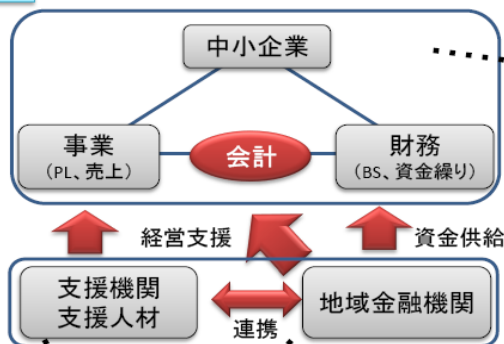 中小企業
事業
(PL、売上)
会計
財務
(BS、資金繰り)
経営支援
資金供給
支援機関
支援人材
連携
地域金融機関